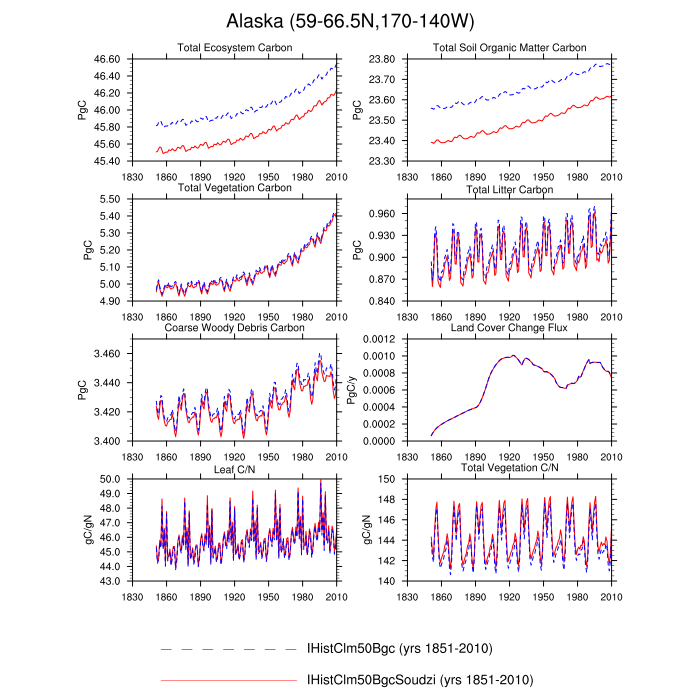 Alaska (59-66.5N,170-140W)
Total Ecosystem Carbon
Total Soil Organic Matter Carbon
PgC
46.60
46.40
46.20
46.00
45.80
45.60
45.40
1830 1860 1890 1920 1950 1980 2010
PgC
23.80
23.70
23.60
23.50
23.40
23.30
1830 1860 1890 1920 1950 1980 2010
Total Vegetation Carbon
Total Litter Carbon
PgC
5.50
5.40
5.30
5.20
5.10
5.00
4.90
1830 1860 1890 1920 1950 1980 2010
PgC
0.960
0.930
0.900
0.870
0.840
1830 1860 1890 1920 1950 1980 2010
Coarse Woody Debris Carbon
Land Cover Change Flux
PgC
3.460
3.440
3.420
3.400
1830 1860 1890 1920 1950 1980 2010
PgC/y
0.0012
0.0010
0.0008
0.0006
0.0004
0.0002
0.0000
1830 1860 1890 1920 1950 1980 2010
Leaf C/N
Total Vegetation C/N
gC/gN
50.0
49.0
48.0
47.0
46.0
45.0
44.0
43.0
1830 1860 1890 1920 1950 1980 2010
gC/gN
150
148
146
144
142
140
1830 1860 1890 1920 1950 1980 2010
IHistClm50Bgc (yrs 1851-2010)
IHistClm50BgcSoudzi (yrs 1851-2010)